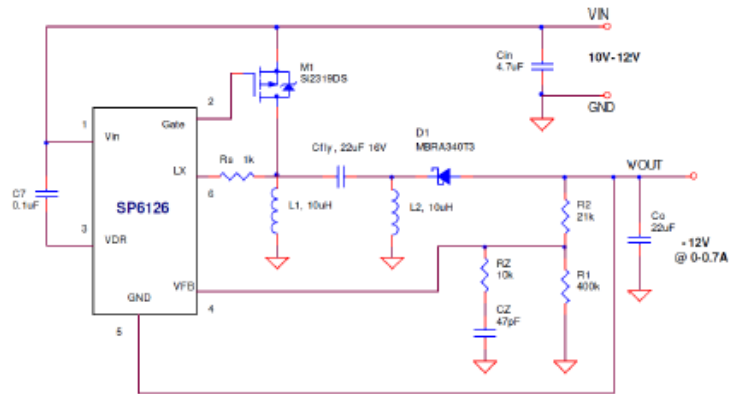 VIN
M1
Si2319DS
Cin
4.7uF
10V-12V
GND
2
1
Gate
Vin
D1
MBRA340T3
Cfly, 22uF 16V
Rs 1k
LX
6
VOUT
C7
0.1uF
SP6126
L1, 10uH
L2, 10uH
R2
21k
Co
22uF
-12V
@ 0-0.7A
3
VDR
RZ
10k
R1
400k
GND
VFB
4
CZ
47pF
5